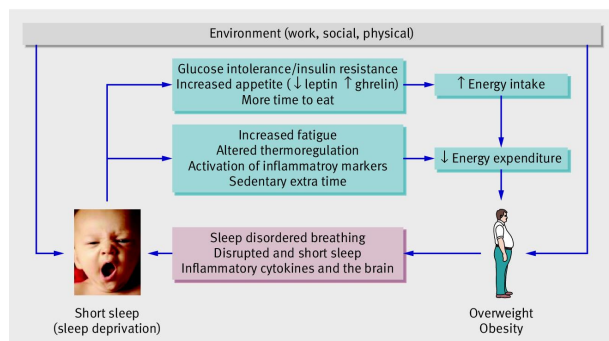 Environment (work, social, physical)
Glucose intolerance/insulin resistance
Increased appetite (↓ leptin ↑ ghrelin)
More time to eat
↑ Energy intake
Increased fatigue
Altered thermoregulation
Activation of inflammatroy markers
Sedentary extra time
↓ Energy expenditure
Sleep disordered breathing
Disrupted and short sleep
Inflammatory cytokines and the brain
Short sleep
(sleep deprivation)
Overweight
Obesity